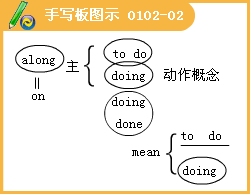 手写板图示 0102-02
along 主 { to do
doing 动作概念
on
doing
done
mean { to do
doing